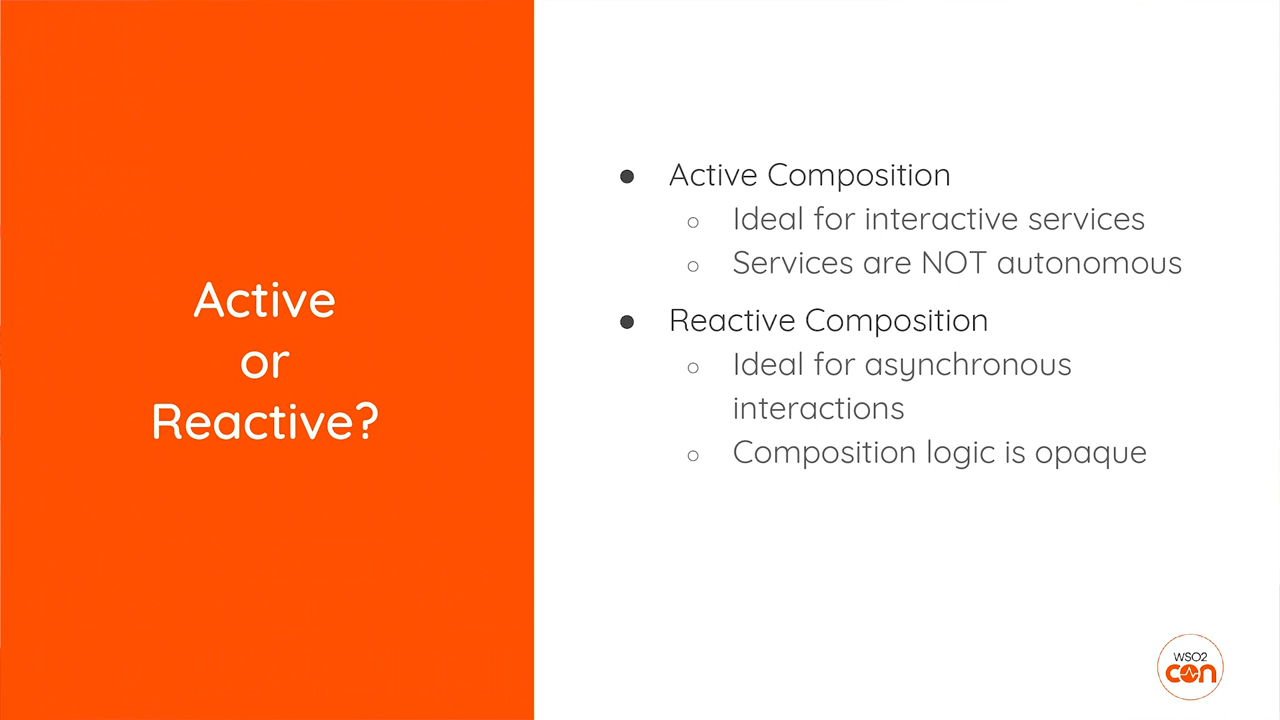 Active
or
Reactive?
● Active Composition
○ Ideal for interactive services
○ Services are NOT autonomous
● Reactive Composition
○ Ideal for asynchronous
interactions
○ Composition logic is opaque
WSO2
con